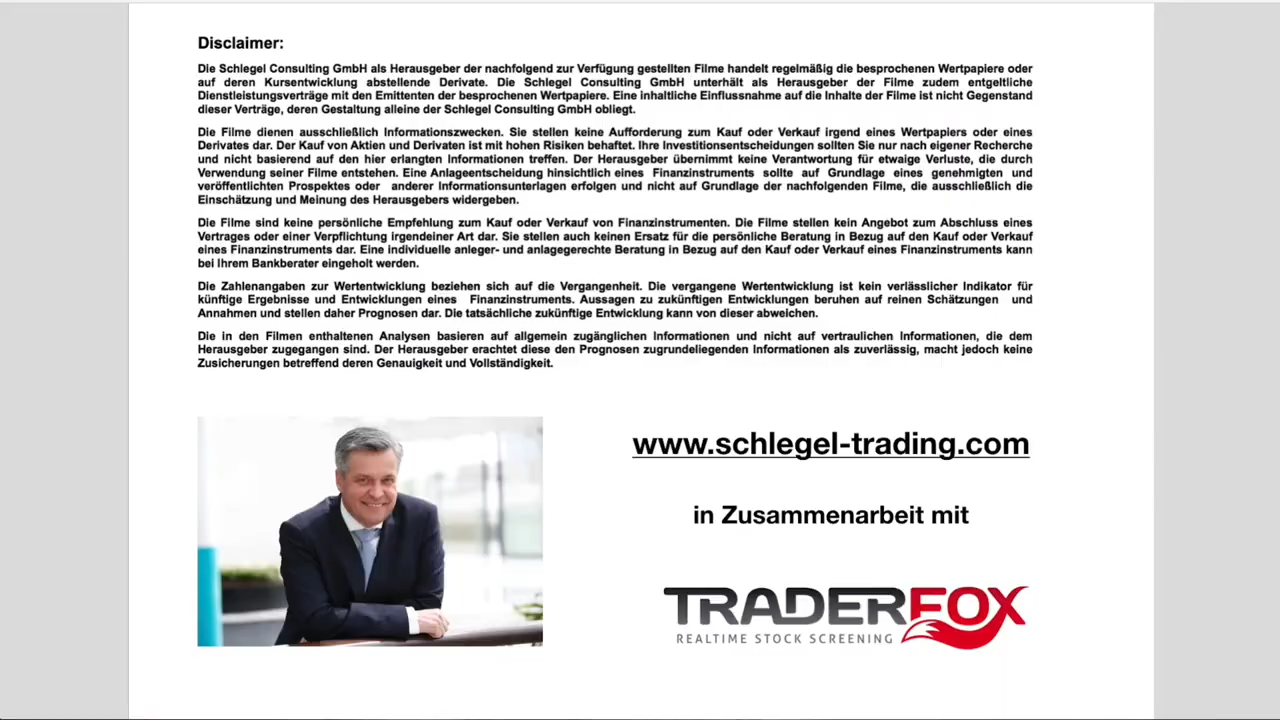 Disclaimer:
Die Schlegel Consulting GmbH als Herausgeber der nachfolgend zur Verfügung gestellten Filme handelt regelmäßig die besprochenen Wertpapiere oder
auf deren Kursentwicklung abstellende Derivate. Die Schlegel Consulting GmbH unterhält als Herausgeber der Filme zudem entgeltliche
Dienstleistungsverträge mit den Emittenten der besprochenen Wertpapiere. Eine inhaltliche Einflussnahme auf die Inhalte der Filme ist nicht Gegenstand
dieser Verträge, deren Gestaltung alleine der Schlegel Consulting GmbH obliegt.
Die Filme dienen ausschließlich Informationszwecken. Sie stellen keine Aufforderung zum Kauf oder Verkauf irgend eines Wertpapiers oder eines
Derivates dar. Der Kauf von Aktien und Derivaten ist mit hohen Risiken behaftet. Ihre Investitionsentscheidungen sollten Sie nur nach eigener Recherche
und nicht basierend auf den hier erlangten Informationen treffen. Der Herausgeber übernimmt keine Verantwortung für etwaige Verluste, die durch
Verwendung seiner Filme entstehen. Eine Anlageentscheidung hinsichtlich eines Finanzinstruments sollte auf Grundlage eines genehmigten und
veröffentlichten Prospektes oder anderer Informationsunterlagen erfolgen und nicht auf Grundlage der nachfolgenden Filme, die ausschließlich die
Einschätzung und Meinung des Herausgebers widergeben.
Die Filme sind keine persönliche Empfehlung zum Kauf oder Verkauf von Finanzinstrumenten. Die Filme stellen kein Angebot zum Abschluss eines
Vertrages oder einer Verpflichtung irgendeiner Art dar. Sie stellen auch keinen Ersatz für die persönliche Beratung in Bezug auf den Kauf oder Verkauf
eines Finanzinstruments dar. Eine individuelle anleger- und anlagegerechte Beratung in Bezug auf den Kauf oder Verkauf eines Finanzinstruments kann
bei Ihrem Bankberater eingeholt werden.
Die Zahlenangaben zur Wertentwicklung beziehen sich auf die Vergangenheit. Die vergangene Wertentwicklung ist kein verlässlicher Indikator für
künftige Ergebnisse und Entwicklungen eines Finanzinstruments. Aussagen zu zukünftigen Entwicklungen beruhen auf reinen Schätzungen und
Annahmen und stellen daher Prognosen dar. Die tatsächliche zukünftige Entwicklung kann von dieser abweichen.
Die in den Filmen enthaltenen Analysen basieren auf allgemein zugänglichen Informationen und nicht auf vertraulichen Informationen, die dem
Herausgeber zugegangen sind. Der Herausgeber erachtet diese den Prognosen zugrundeliegenden Informationen als zuverlässig, macht jedoch keine
Zusicherungen betreffend deren Genauigkeit und Vollständigkeit.
www.schlegel-trading.com
in Zusammenarbeit mit
TRADERFOX
REALTIME STOCK SCREENING